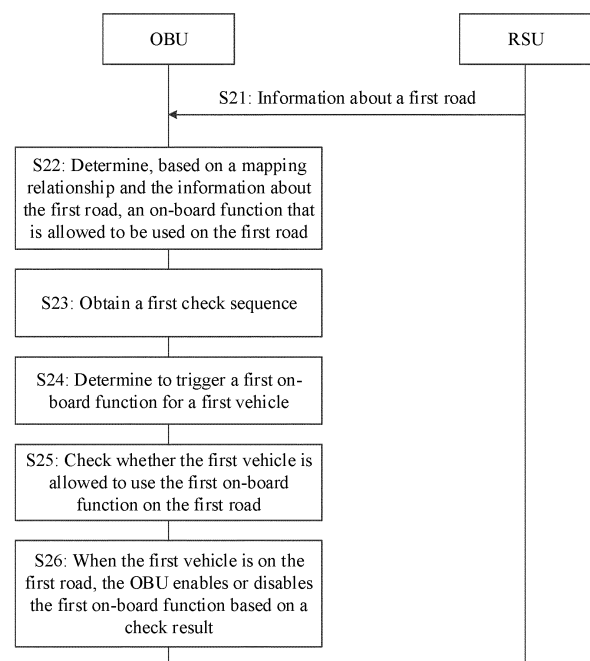 OBU
RSU
S21: Information about a first road
S22: Determine, based on a mapping
relationship and the information about
the first road, an on-board function that
is allowed to be used on the first road
S23: Obtain a first check sequence
S24: Determine to trigger a first on-
board function for a first vehicle
S25: Check whether the first vehicle is
allowed to use the first on-board
function on the first road
S26: When the first vehicle is on the
first road, the OBU enables or disables
the first on-board function based on a
check result